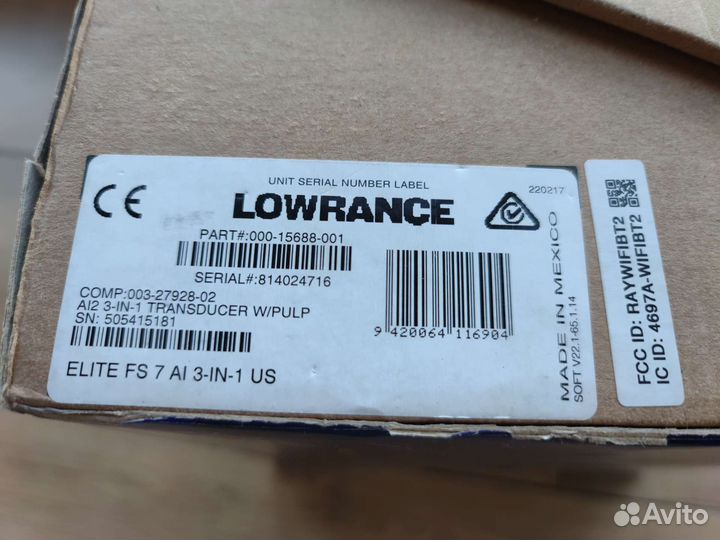 UNIT SERIAL NUMBER LABEL
220217
CE
LOWRANCE
PART#:000-15688-001
SERIAL#:814024716
COMP:003-27928-02
AI2 3-IN-1 TRANSDUCER W/PULP
SN: 505415181
9 420064 116904
ELITE FS 7 AI 3-IN-1 US
MADE IN MEXICO
SOFT V22.1-65.1.14
FCC ID: RAYWIFIBT2
IC ID: 4697A-WIFIBT2
Avito